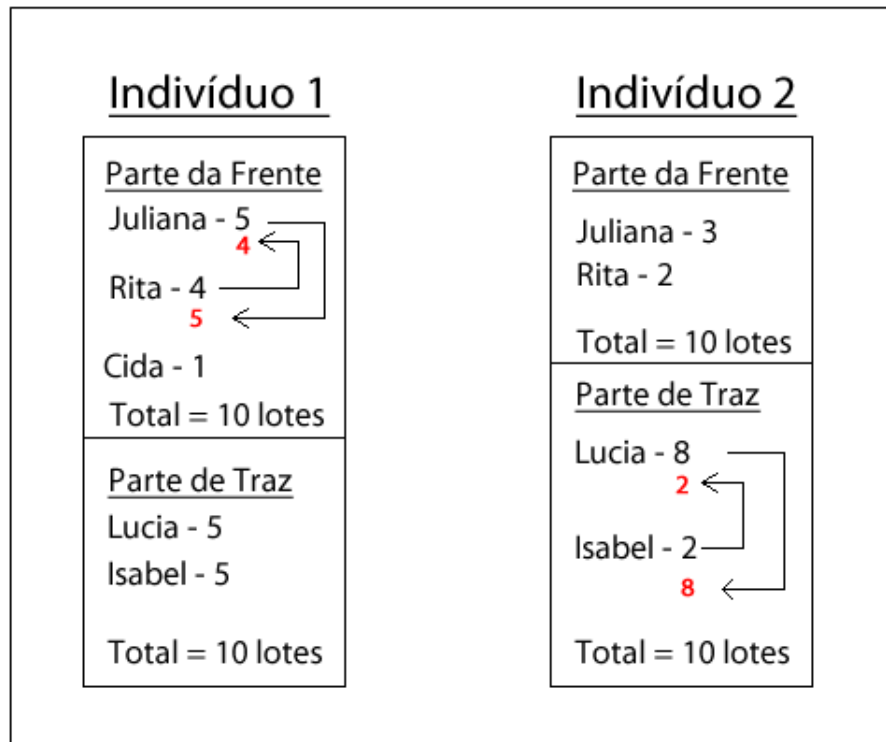 Indivíduo 1
Parte da Frente
Juliana - 5
4
Rita - 4
5
Cida - 1
Total = 10 lotes
Parte de Traz
Lucia - 5
Isabel - 5
Total = 10 lotes
Indivíduo 2
Parte da Frente
Juliana - 3
Rita - 2
Total = 10 lotes
Parte de Traz
Lucia - 8
2
Isabel - 2
8
Total = 10 lotes